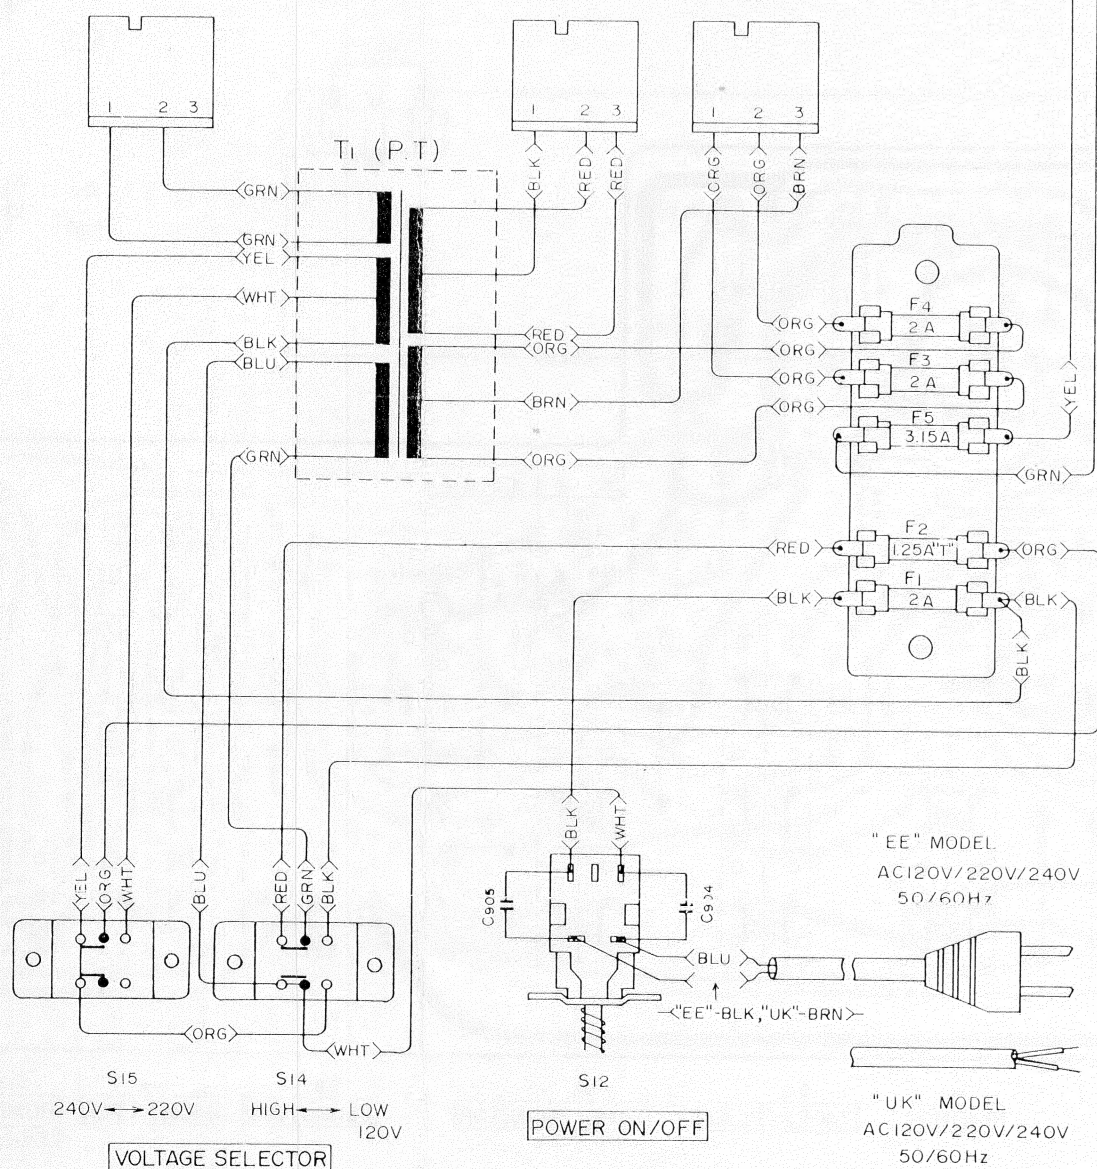 1 2 3
1 2 3
1 2 3
T1 (P.T)
BLK
RED
RED
ORG
ORG
BRN
GRN
GRN
YEL
WHT
BLK
BLU
GRN
RED
ORG
BRN
ORG
ORG
ORG
ORG
ORG
F4
2A
F3
2A
F5
3.15A
YEL
GRN
RED
F2
1.25A"T"
ORG
BLK
F1
2A
BLK
BLK
YEL
ORG
WHT
BLU
RED
GRN
BLK
BLK
WHT
C905
C904
"EE" MODEL
AC120V/220V/240V
50/60Hz
BLU
"EE"-BLK,"UK"-BRN
ORG
WHT
S15
S14
S12
240V ↔ 220V
HIGH ↔ LOW
120V
VOLTAGE SELECTOR
POWER ON/OFF
"UK" MODEL
AC120V/220V/240V
50/60Hz